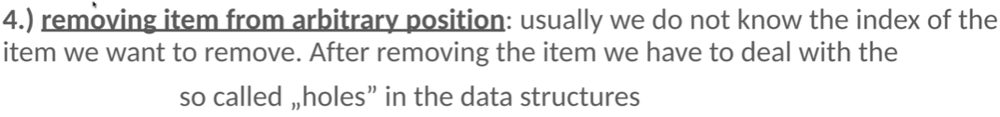 4.) removing item from arbitrary position: usually we do not know the index of the
item we want to remove. After removing the item we have to deal with the
so called „holes” in the data structures